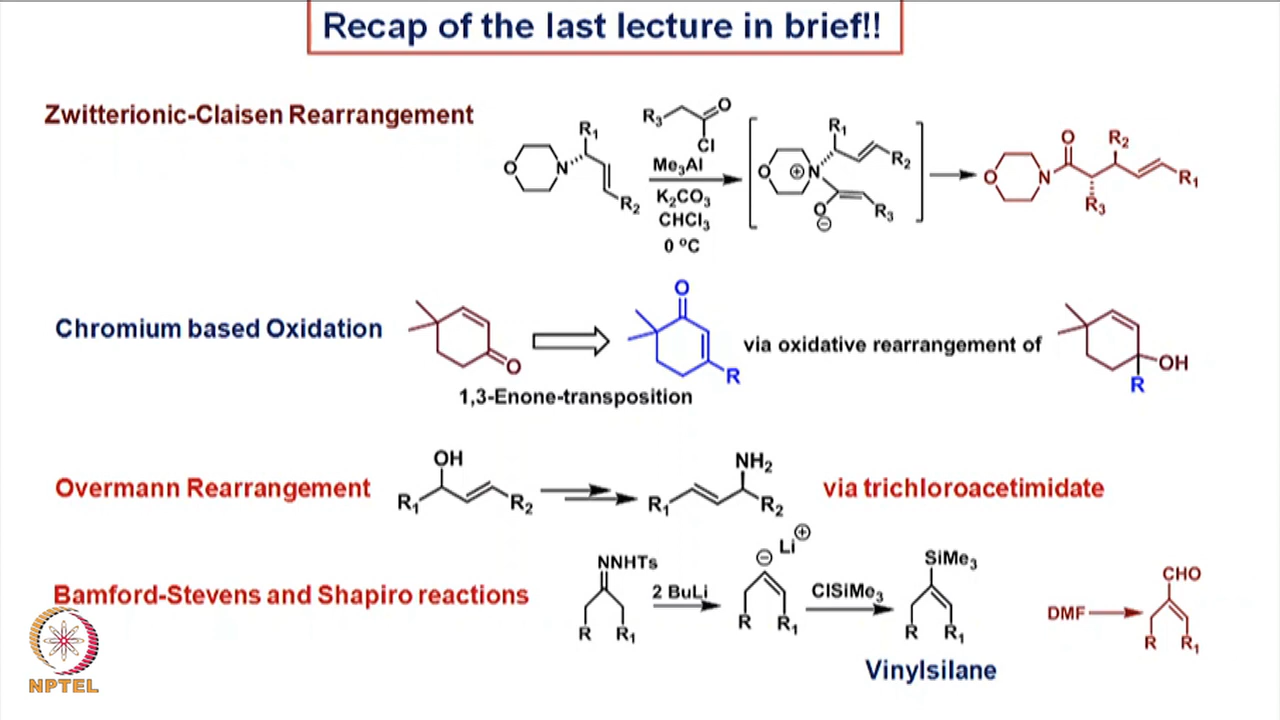 Recap of the last lecture in brief!!
Zwitterionic-Claisen Rearrangement
R1
O
N
R2
R3
O
Cl
Me3Al
K2CO3
CHCl3
0 ºC
R1
O
⊕
N
R2
O
⊖
R3
O
R2
O
N
R3
R1
Chromium based Oxidation
O
O
R
1,3-Enone-transposition
via oxidative rearrangement of
OH
R
Overmann Rearrangement
OH
R1
R2
NH2
R1
R2
via trichloroacetimidate
Bamford-Stevens and Shapiro reactions
NNHTs
R
R1
2 BuLi
⊖
Li⊕
R
R1
ClSiMe3
SiMe3
R
R1
Vinylsilane
DMF
CHO
R
R1
NPTEL